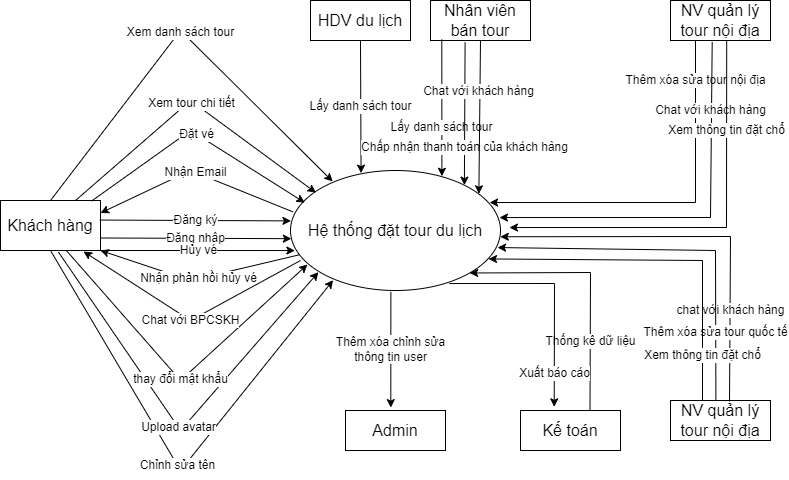 Xem danh sách tour
HDV du lịch
Nhân viên
bán tour
NV quản lý
tour nội địa
Thêm xóa sửa tour nội địa
Chat với khách hàng
Xem tour chi tiết
Lấy danh sách tour
Chat với khách hàng
Xem thông tin đặt chổ
Đặt vé
Lấy danh sách tour
Chấp nhận thanh toán của khách hàng
Nhận Email
Khách hàng
Đăng ký
Hệ thống đặt tour du lịch
Đăng nhập
Hủy vé
Nhận phản hồi hủy vé
Chat với BPCSKH
chat với khách hàng
Thêm xóa sửa tour quốc tế
Xem thông tin đặt chổ
Thêm xóa chỉnh sửa
thông tin user
Thống kê dữ liệu
Xuất báo cáo
thay đổi mật khẩu
Upload avatar
Chỉnh sửa tên
Admin
Kế toán
NV quản lý
tour nội địa